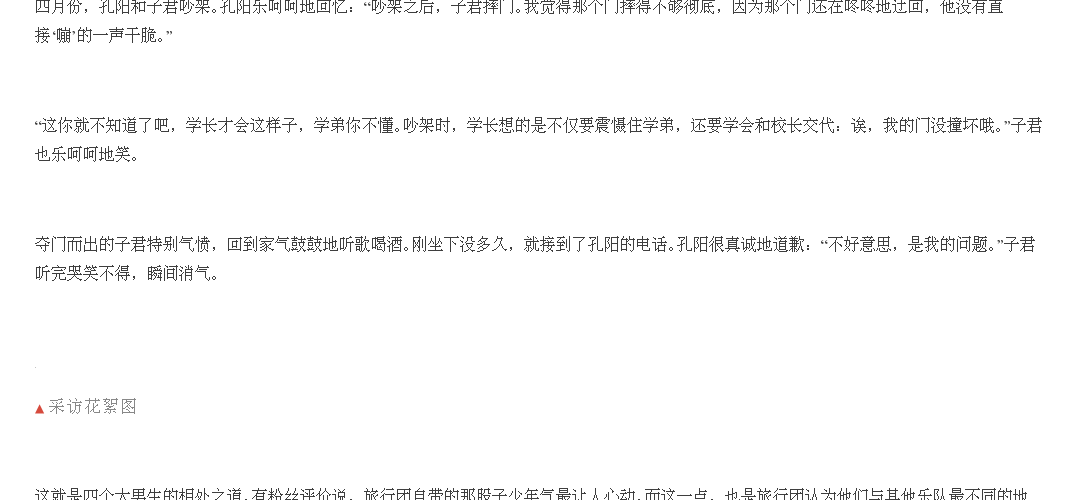 四月份，孔阳和子君吵架。孔阳乐呵呵地回忆：“吵架之后，子君摔门。我觉得那个门摔得不够彻底，因为那个门还在咚咚地迂回，他没有直
接‘嘣’的一声干脆。”
“这你就不知道了吧，学长才会这样子，学弟你不懂。吵架时，学长想的是不仅要震慑住学弟，还要学会和校长交代：诶，我的门没撞坏哦。”子君
也乐呵呵地笑。
夺门而出的子君特别气愤，回到家气鼓鼓地听歌喝酒。刚坐下没多久，就接到了孔阳的电话。孔阳很真诚地道歉：“不好意思，是我的问题。”子君
听完哭笑不得，瞬间消气。
▲采访花絮图
这就是四个大男生的相处之道。有粉丝评价说，旅行团自带的那股子少年气最让人心动。而这一点，也是旅行团认为他们与其他乐队最不同的地